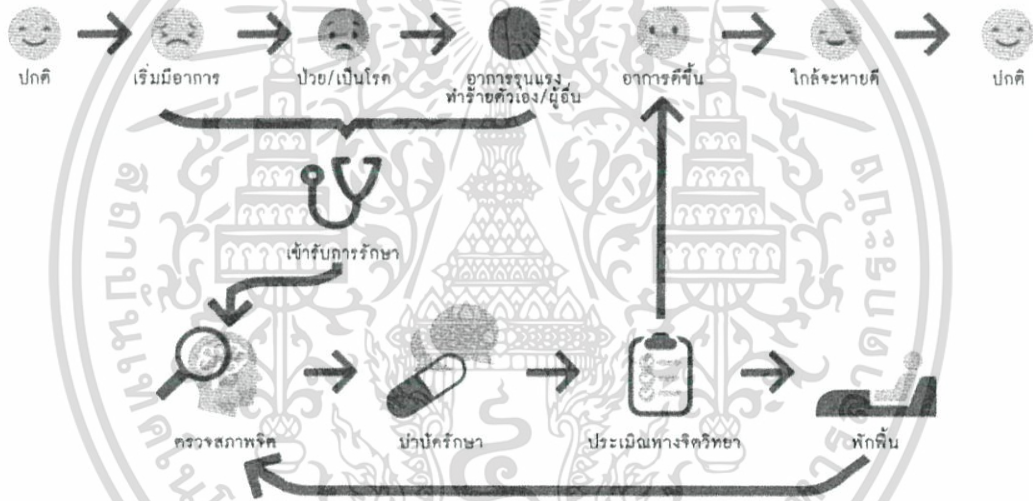 ปกติ
เริ่มมีอาการ
ป่วย/เป็นโรค
อาการรุนแรง
ทำร้ายตัวเอง/ผู้อื่น
อาการดีขึ้น
ใกล้จะหายดี
ปกติ
เข้ารับการรักษา
ตรวจสภาพจิต
บำบัดรักษา
ประเมินทางจิตวิทยา
พักฟื้น